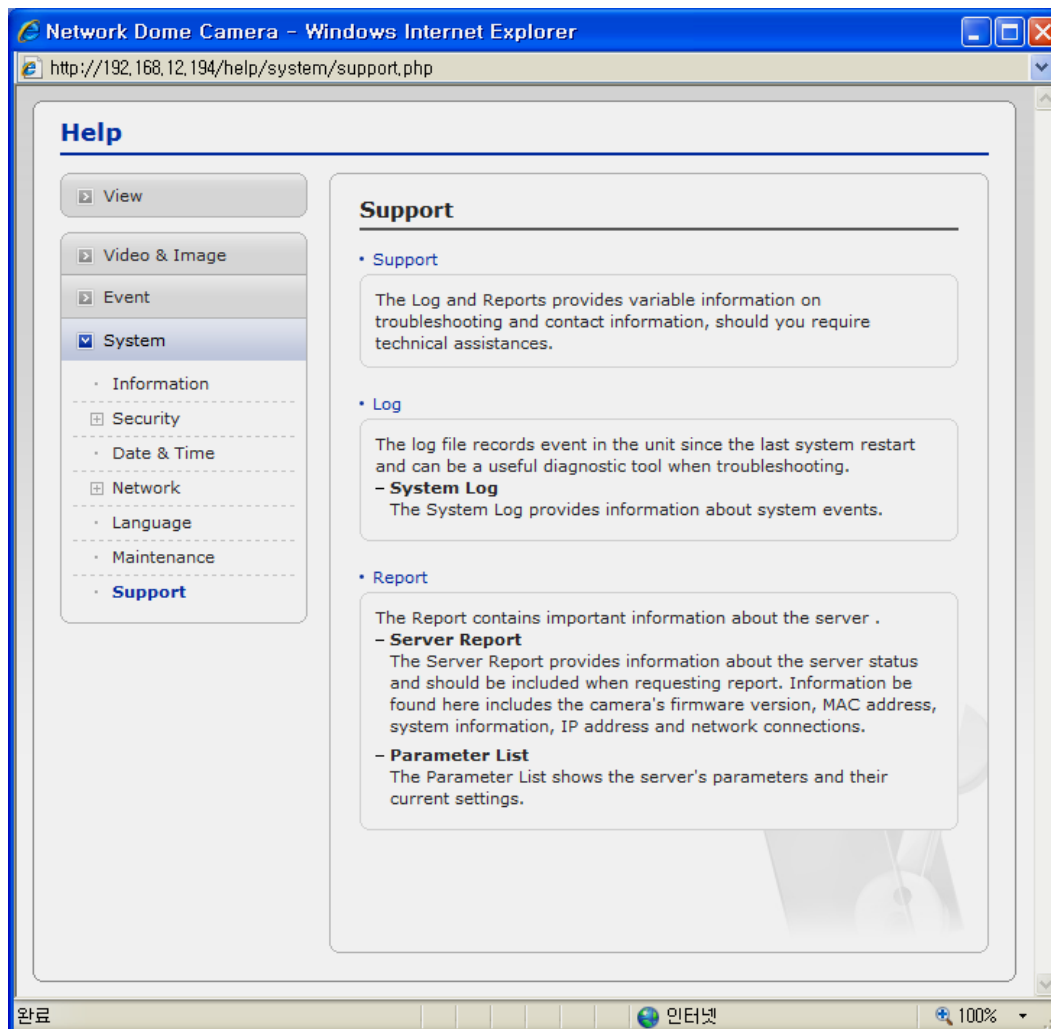 Network Dome Camera - Windows Internet Explorer
http://192.168.12.194/help/system/support.php
Help
View
Video & Image
Event
System
· Information
Security
· Date & Time
Network
· Language
· Maintenance
· Support
Support
• Support
The Log and Reports provides variable information on
troubleshooting and contact information, should you require
technical assistances.
• Log
The log file records event in the unit since the last system restart
and can be a useful diagnostic tool when troubleshooting.
– System Log
The System Log provides information about system events.
• Report
The Report contains important information about the server .
– Server Report
The Server Report provides information about the server status
and should be included when requesting report. Information be
found here includes the camera's firmware version, MAC address,
system information, IP address and network connections.
– Parameter List
The Parameter List shows the server's parameters and their
current settings.
완료
인터넷
100%